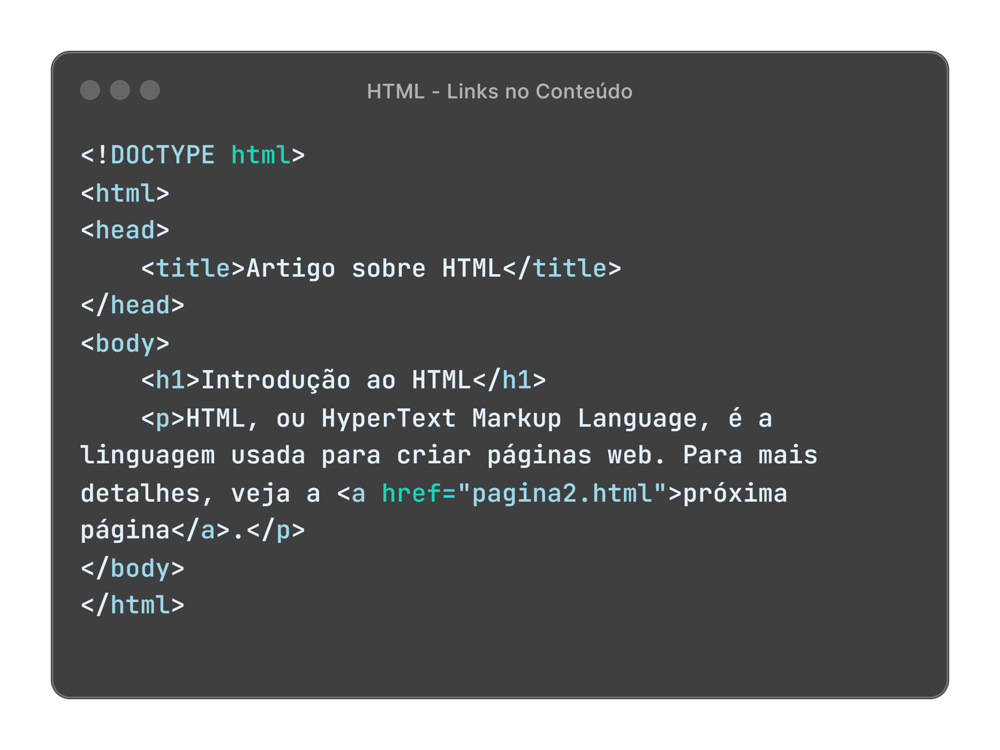 HTML - Links no Conteúdo
<!DOCTYPE html>
<html>
<head>
    <title>Artigo sobre HTML</title>
</head>
<body>
    <h1>Introdução ao HTML</h1>
    <p>HTML, ou HyperText Markup Language, é a
linguagem usada para criar páginas web. Para mais
detalhes, veja a <a href="pagina2.html">próxima
página</a>.</p>
</body>
</html>